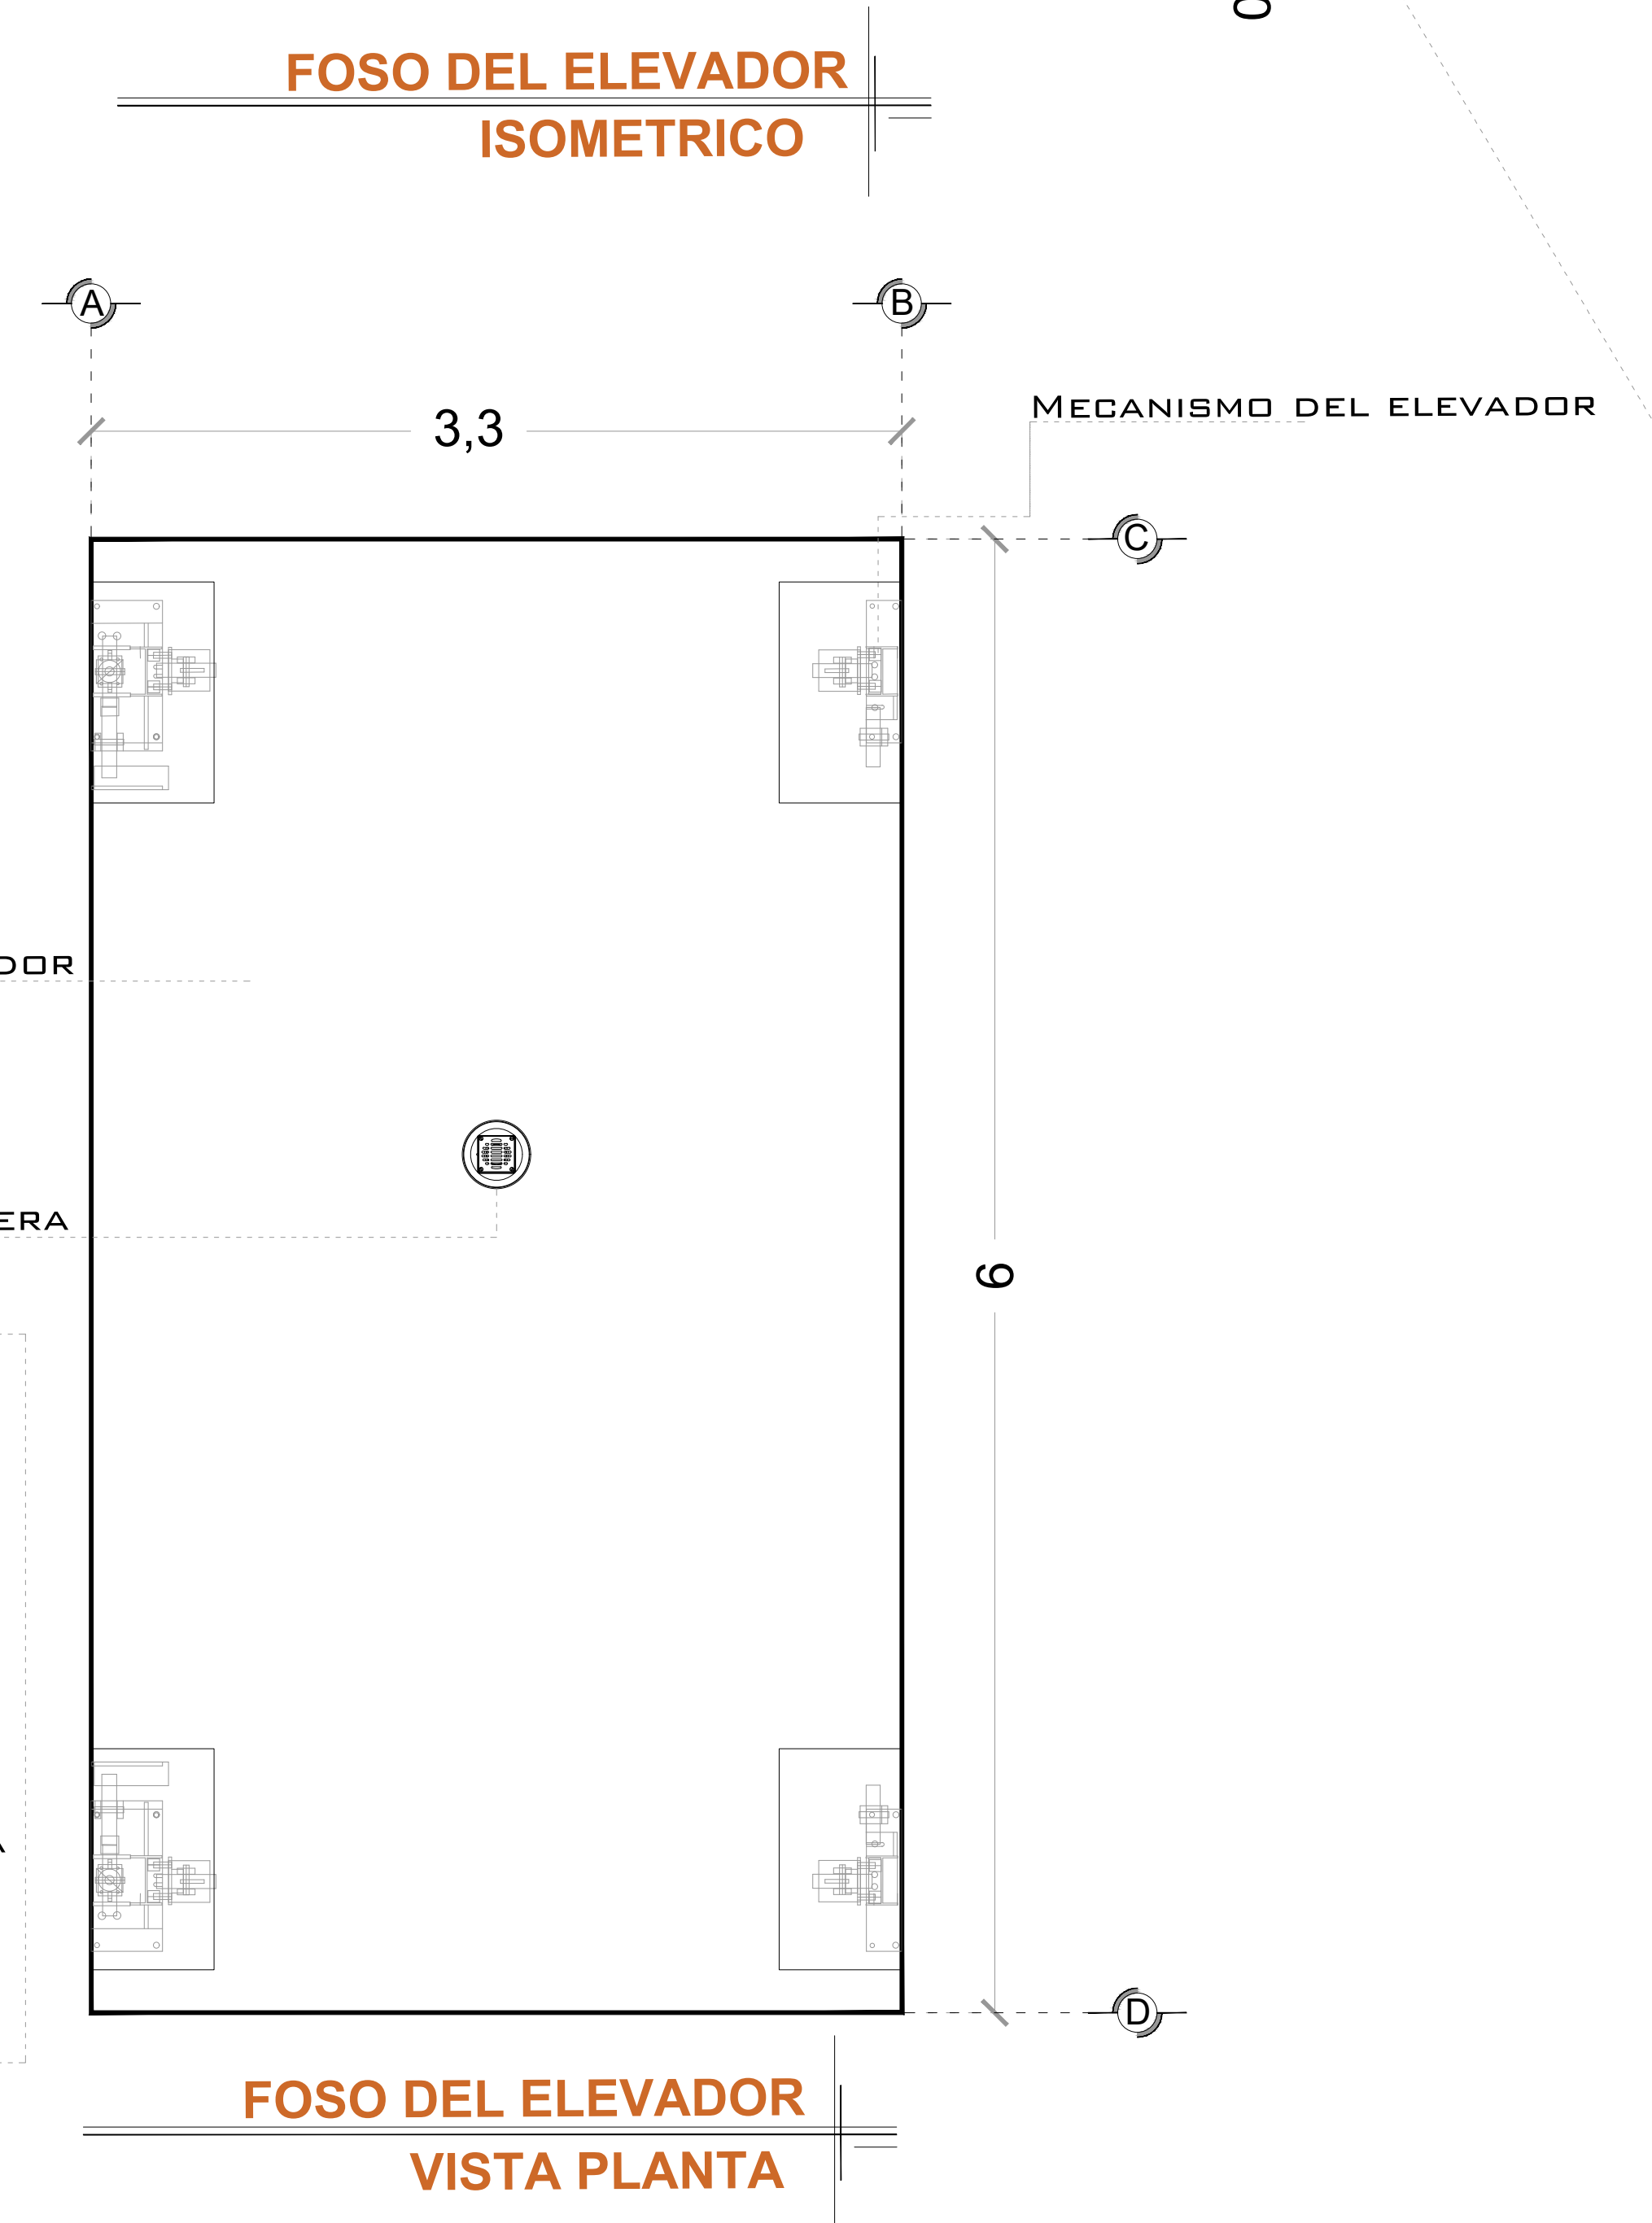 FOSO DEL ELEVADOR
ISOMETRICO
A
B
3,3
Mecanismo del elevador
C
DOR
ERA
6
D
FOSO DEL ELEVADOR
VISTA PLANTA